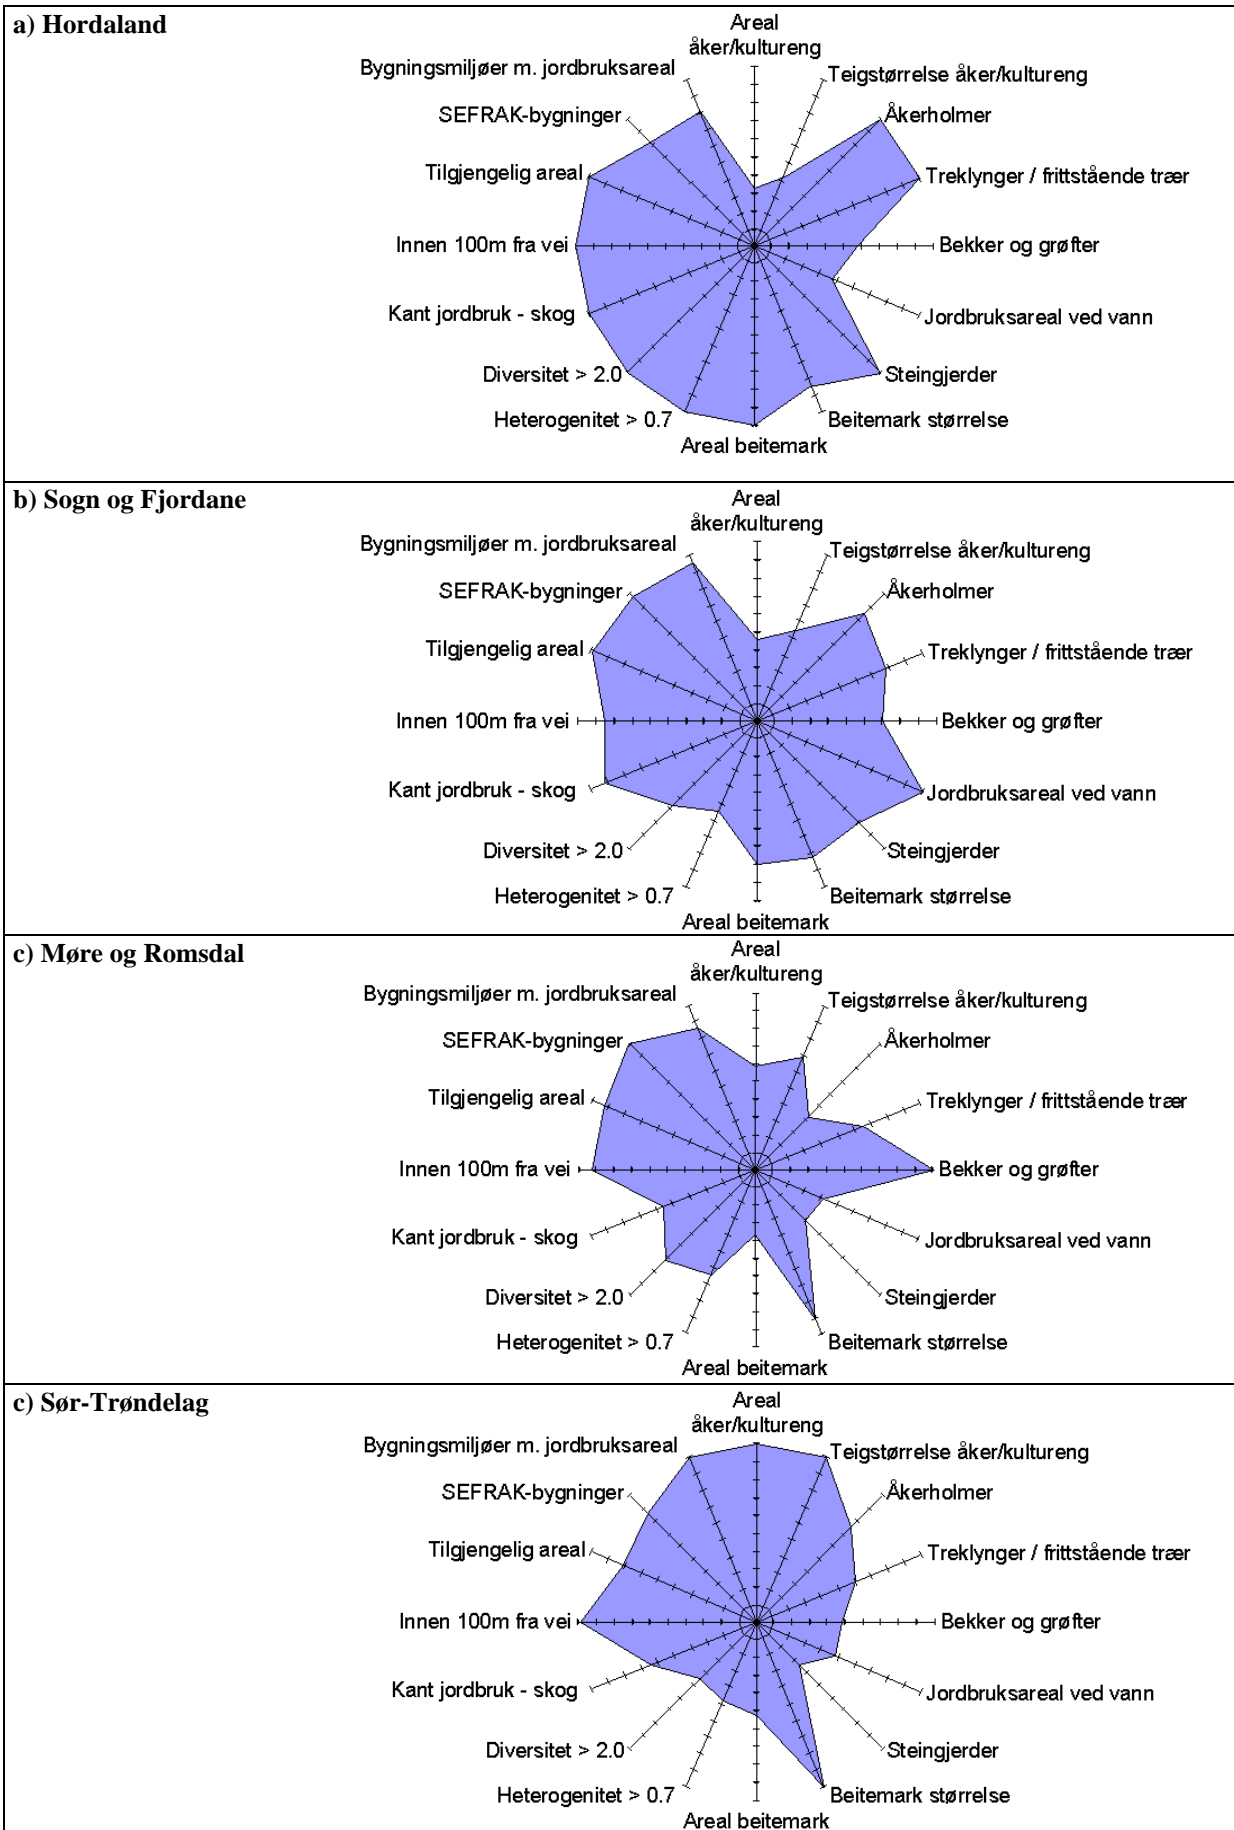 a) Hordaland
Areal
åker/kultureng
Teigstørrelse åker/kultureng
Åkerholmer
Treklynger / frittstående trær
Bekker og grøfter
Jordbruksareal ved vann
Steingjerder
Beitemark størrelse
Areal beitemark
Heterogenitet > 0.7
Diversitet > 2.0
Kant jordbruk - skog
Innen 100m fra vei
Tilgjengelig areal
SEFRAK-bygninger
Bygningsmiljøer m. jordbruksareal
b) Sogn og Fjordane
Areal
åker/kultureng
Teigstørrelse åker/kultureng
Åkerholmer
Treklynger / frittstående trær
Bekker og grøfter
Jordbruksareal ved vann
Steingjerder
Beitemark størrelse
Areal beitemark
Heterogenitet > 0.7
Diversitet > 2.0
Kant jordbruk - skog
Innen 100m fra vei
Tilgjengelig areal
SEFRAK-bygninger
Bygningsmiljøer m. jordbruksareal
c) Møre og Romsdal
Areal
åker/kultureng
Teigstørrelse åker/kultureng
Åkerholmer
Treklynger / frittstående trær
Bekker og grøfter
Jordbruksareal ved vann
Steingjerder
Beitemark størrelse
Areal beitemark
Heterogenitet > 0.7
Diversitet > 2.0
Kant jordbruk - skog
Innen 100m fra vei
Tilgjengelig areal
SEFRAK-bygninger
Bygningsmiljøer m. jordbruksareal
c) Sør-Trøndelag
Areal
åker/kultureng
Teigstørrelse åker/kultureng
Åkerholmer
Treklynger / frittstående trær
Bekker og grøfter
Jordbruksareal ved vann
Steingjerder
Beitemark størrelse
Areal beitemark
Heterogenitet > 0.7
Diversitet > 2.0
Kant jordbruk - skog
Innen 100m fra vei
Tilgjengelig areal
SEFRAK-bygninger
Bygningsmiljøer m. jordbruksareal